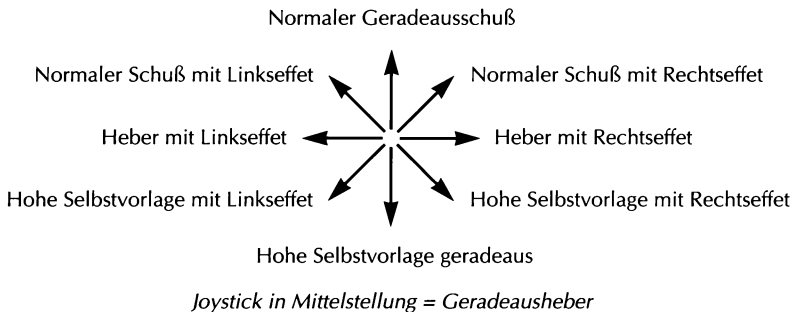 Normaler Geradeausschuß
Normaler Schuß mit Linkseffet
Normaler Schuß mit Rechtseffet
Heber mit Linkseffet
Heber mit Rechtseffet
Hohe Selbstvorlage mit Linkseffet
Hohe Selbstvorlage mit Rechtseffet
Hohe Selbstvorlage geradeaus
Joystick in Mittelstellung = Geradeausheber